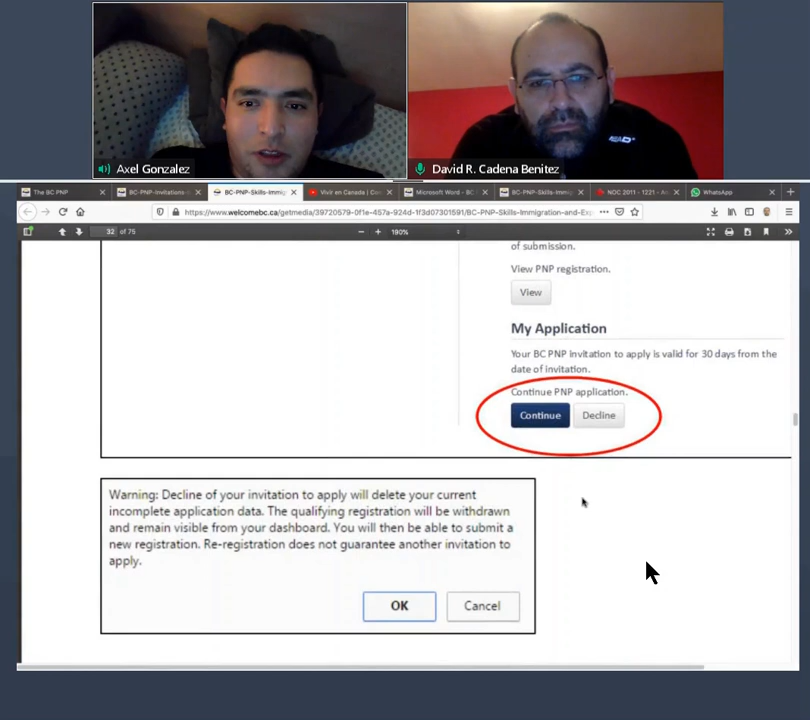 Axel Gonzalez
David R. Cadena Benitez
The BC PNP
BC-PNP-Invitations-
BC-PNP-Skills-Immig
Vivir en Canada | Co
Microsoft Word - BC
BC-PNP-Skills-Immig
NOC 2011 - 1221 - A
WhatsApp
https://www.welcomebc.ca/getmedia/39720579-0f1e-457a-924d-1f3d07301591/BC-PNP-Skills-Immigration-and-Ex
32 of 75
190%
of submission.
View PNP registration.
View
My Application
Your BC PNP invitation to apply is valid for 30 days from the
date of invitation.
Continue PNP application.
Continue
Decline
Warning: Decline of your invitation to apply will delete your current
incomplete application data. The qualifying registration will be withdrawn
and remain visible from your dashboard. You will then be able to submit a
new registration. Re-registration does not guarantee another invitation to
apply.
OK
Cancel